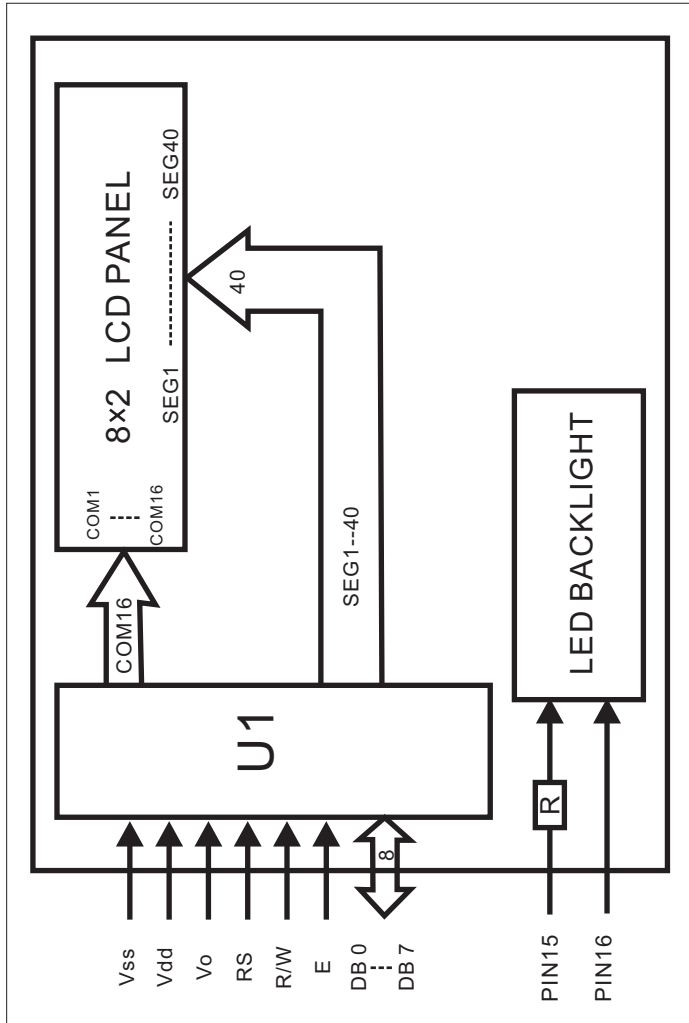 8×2 LCD PANEL
COM1
COM16
SEG1 SEG40
COM16
40
SEG1--40
U1
Vss
Vdd
Vo
RS
R/W
E
DB 0
DB 7
8
LED BACKLIGHT
R
PIN15
PIN16